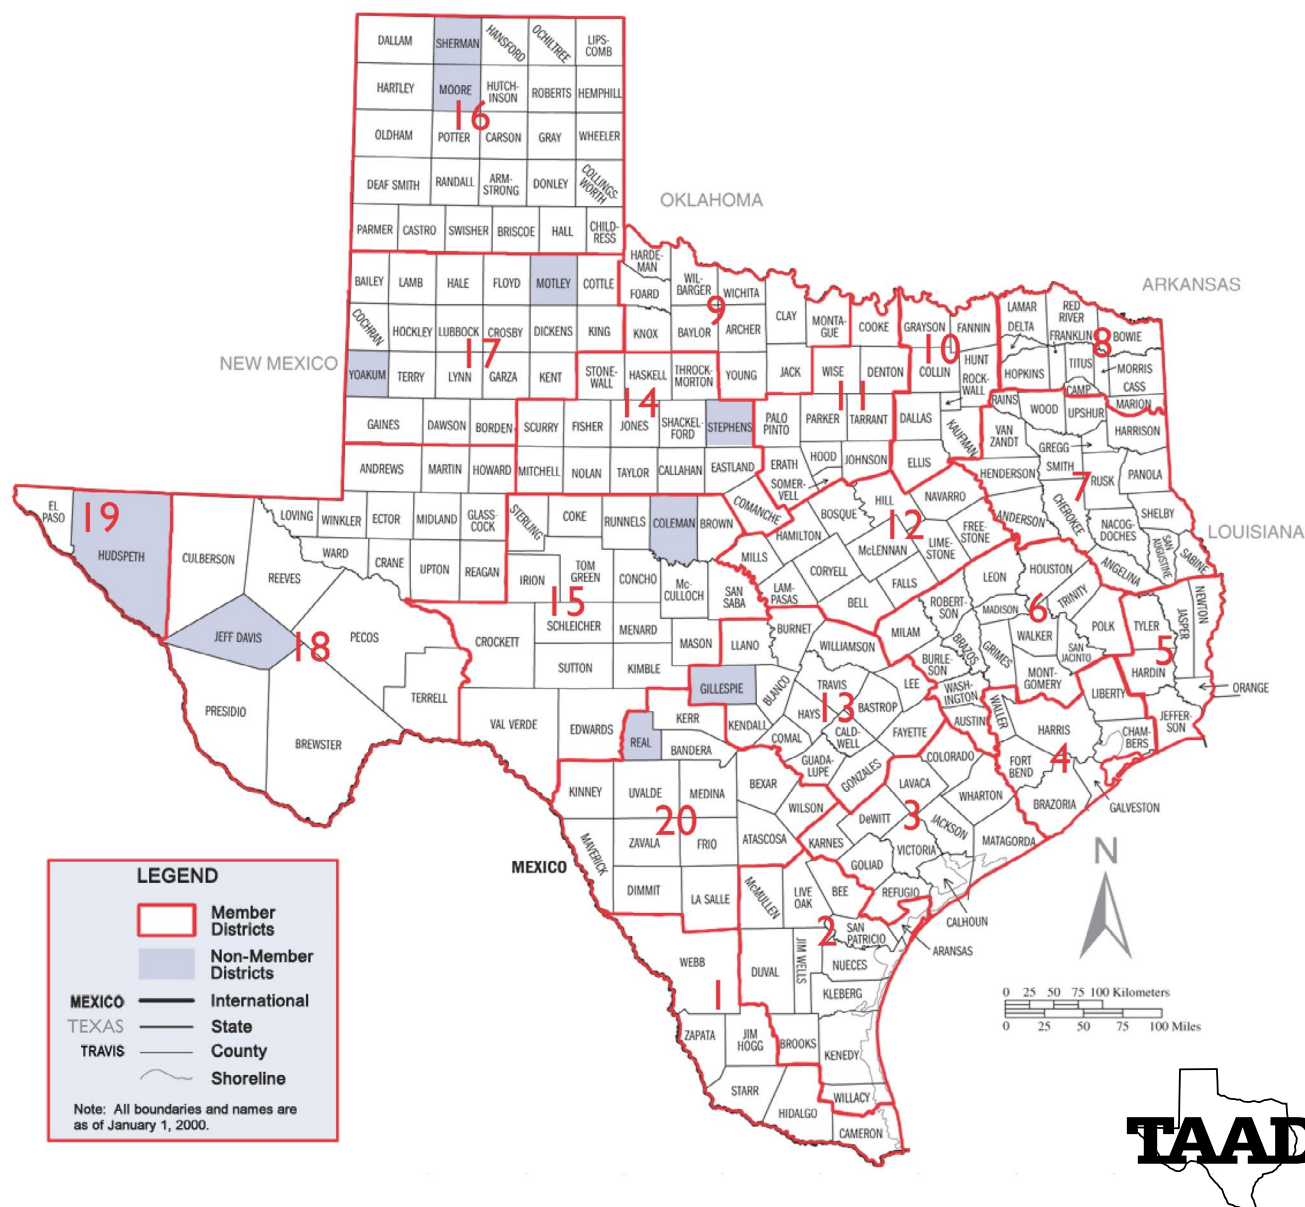 DALLAM
SHERMAN
HANSFORD
OCHILTREE
LIPS-
COMB
HARTLEY
MOORE
HUTCH-
INSON
ROBERTS
HEMPHILL
16
OLDHAM
POTTER
CARSON
GRAY
WHEELER
DEAF SMITH
RANDALL
ARM-
STRONG
DONLEY
COLLINGS-
WORTH
PARMER
CASTRO
SWISHER
BRISCOE
HALL
CHILD-
RESS
OKLAHOMA
ARKANSAS
NEW MEXICO
LOUISIANA
BAILEY
LAMB
HALE
FLOYD
MOTLEY
COTTLE
COCHRAN
HOCKLEY
LUBBOCK
CROSBY
DICKENS
KING
17
YOAKUM
TERRY
LYNN
GARZA
KENT
GAINES
DAWSON
BORDEN
HARDE-
MAN
FOARD
WIL-
BARGER
WICHITA
9
KNOX
BAYLOR
ARCHER
CLAY
MONTA-
GUE
YOUNG
JACK
COOKE
GRAYSON
FANNIN
10
COLLIN
HUNT
ROCK-
WALL
DALLAS
KAUFMAN
ELLIS
LAMAR
RED
RIVER
DELTA
FRANKLIN
8
BOWIE
HOPKINS
TITUS
MORRIS
CASS
CAMP
MARION
STONE-
WALL
HASKELL
THROCK-
MORTON
14
SCURRY
FISHER
JONES
SHACKEL-
FORD
STEPHENS
MITCHELL
NOLAN
TAYLOR
CALLAHAN
EASTLAND
WISE
DENTON
11
PALO
PINTO
PARKER
TARRANT
ERATH
HOOD
JOHNSON
SOMER-
VELL
COMANCHE
RAINS
WOOD
UPSHUR
HARRISON
VAN
ZANDT
GREGG
SMITH
HENDERSON
7
RUSK
PANOLA
ANDERSON
CHEROKEE
NACOG-
DOCHES
SHELBY
SAN
AUGUSTINE
SABINE
ANGELINA
ANDREWS
MARTIN
HOWARD
LOVING
WINKLER
ECTOR
MIDLAND
GLASS-
COCK
WARD
CRANE
UPTON
REAGAN
EL
PASO
19
HUDSPETH
CULBERSON
REEVES
JEFF DAVIS
18
PECOS
PRESIDIO
BREWSTER
TERRELL
STERLING
COKE
RUNNELS
COLEMAN
BROWN
IRION
TOM
GREEN
CONCHO
Mc-
CULLOCH
SAN
SABA
15
SCHLEICHER
MENARD
MASON
CROCKETT
SUTTON
KIMBLE
GILLESPIE
VAL VERDE
EDWARDS
REAL
KERR
BANDERA
KENDALL
MILLS
HAMILTON
BOSQUE
HILL
NAVARRO
12
McLENNAN
LIME-
STONE
FREE-
STONE
CORYELL
FALLS
LAM-
PASAS
BELL
LEON
HOUSTON
ROBERT-
SON
MADISON
6
TRINITY
BRAZOS
GRIMES
WALKER
SAN
JACINTO
POLK
MONT-
GOMERY
MILAM
BURLE-
SON
WASH-
INGTON
AUSTIN
TYLER
JASPER
NEWTON
5
HARDIN
ORANGE
JEFFER-
SON
LLANO
BURNET
WILLIAMSON
BLANCO
TRAVIS
LEE
HAYS
13
BASTROP
COMAL
CALD-
WELL
FAYETTE
GUADA-
LUPE
GONZALES
LIBERTY
WALLER
HARRIS
CHAM-
BERS
FORT
BEND
4
BRAZORIA
GALVESTON
KINNEY
UVALDE
MEDINA
BEXAR
WILSON
20
MAVERICK
ZAVALA
FRIO
ATASCOSA
DIMMIT
LA SALLE
COLORADO
LAVACA
WHARTON
DeWITT
3
JACKSON
MATAGORDA
KARNES
VICTORIA
GOLIAD
REFUGIO
CALHOUN
ARANSAS
McMULLEN
LIVE
OAK
BEE
2
SAN
PATRICIO
DUVAL
JIM WELLS
NUECES
KLEBERG
BROOKS
KENEDY
WILLACY
WEBB
1
ZAPATA
JIM
HOGG
STARR
HIDALGO
CAMERON
MEXICO
LEGEND
Member
Districts
Non-Member
Districts
MEXICO International
TEXAS State
TRAVIS County
Shoreline
Note: All boundaries and names are
as of January 1, 2000.
N
0 25 50 75 100 Kilometers
0 25 50 75 100 Miles
TAAD